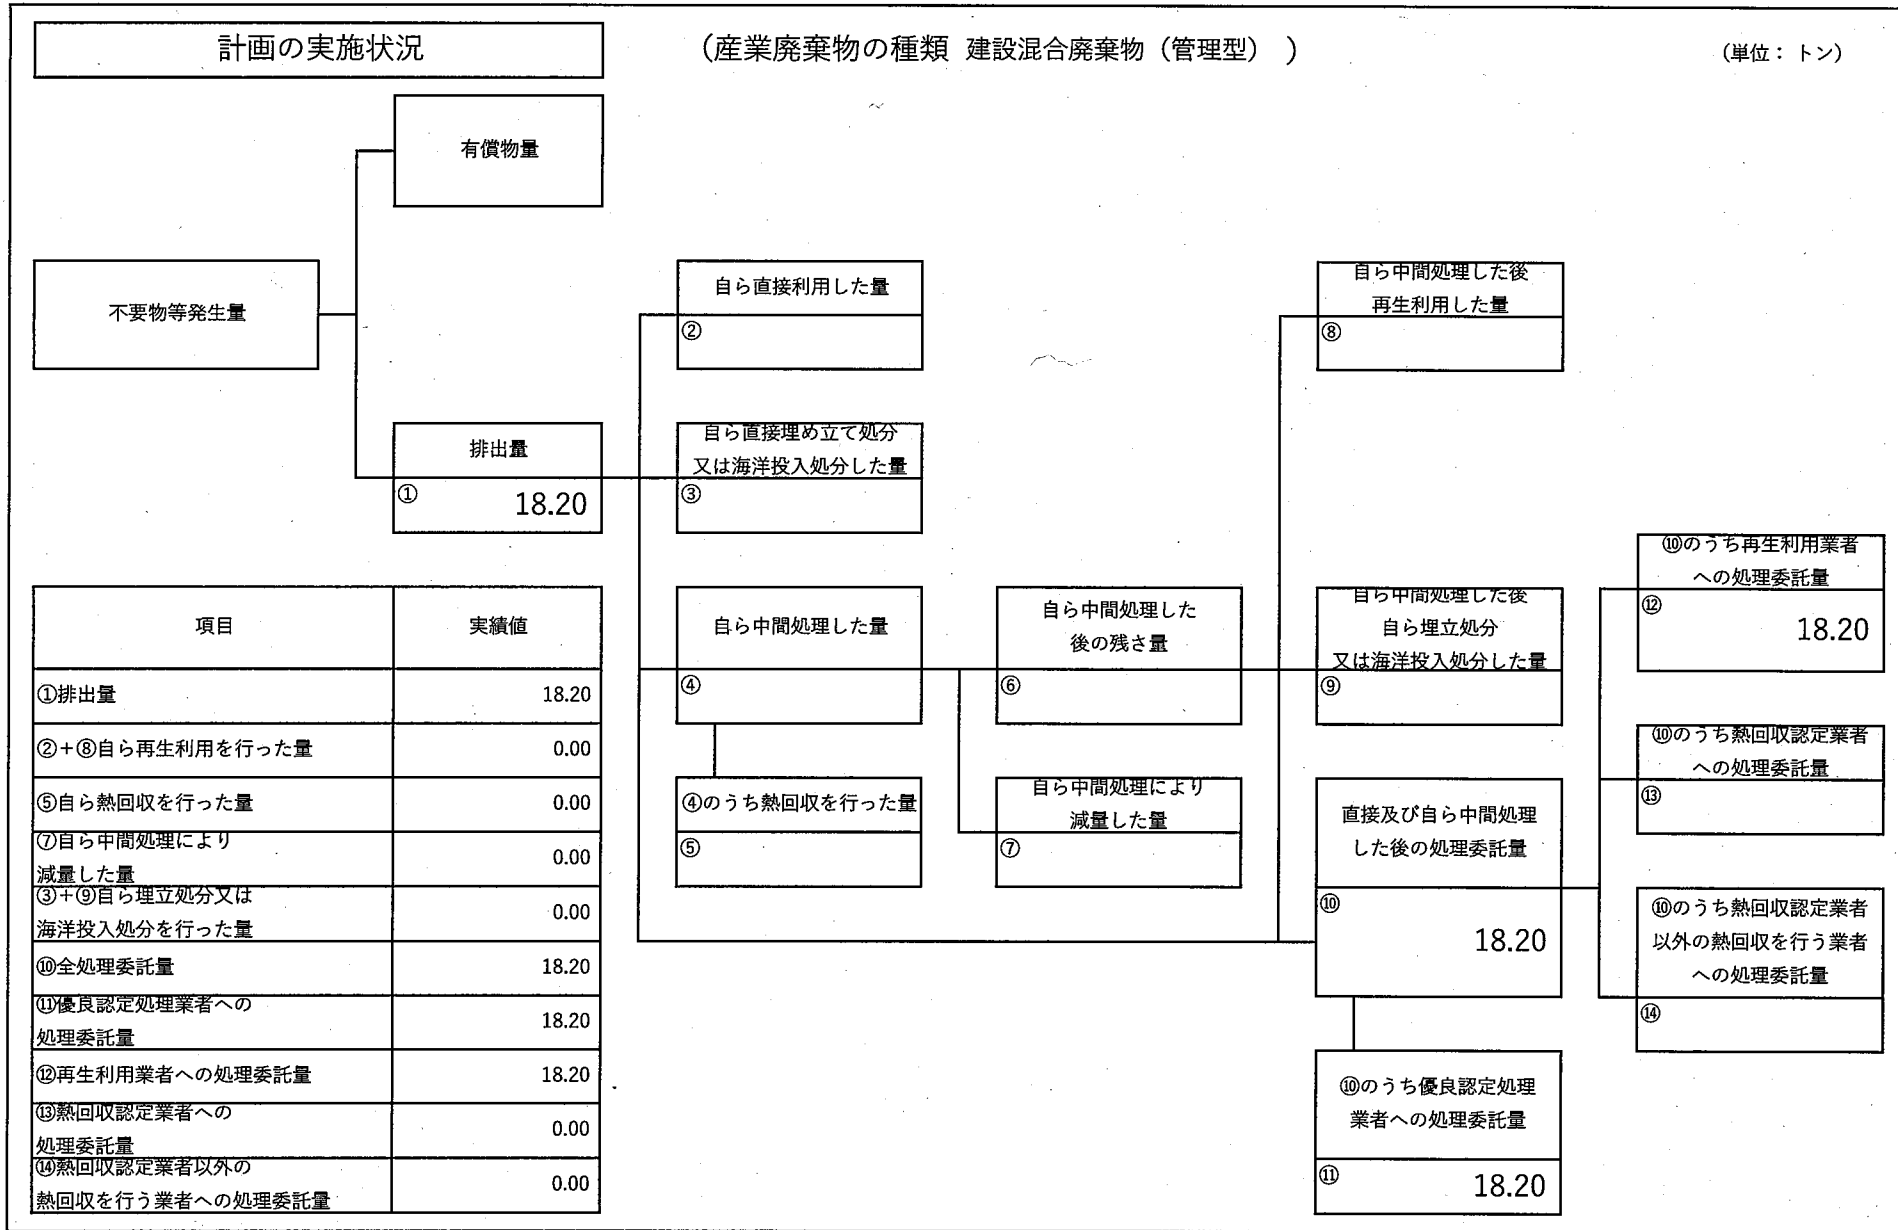 計画の実施状況
（産業廃棄物の種類 建設混合廃棄物（管理型） ）
（単位：トン）
有償物量
不要物等発生量
自ら直接利用した量
②
自ら中間処理した後
再生利用した量
⑧
排出量
① 18.20
自ら直接埋め立て処分
又は海洋投入処分した量
③
⑩のうち再生利用業者
への処理委託量
⑫ 18.20
自ら中間処理した量
④
自ら中間処理した
後の残さ量
⑥
自ら中間処理した後
自ら埋立処分
又は海洋投入処分した量
⑨
⑩のうち熱回収認定業者
への処理委託量
⑬
④のうち熱回収を行った量
⑤
自ら中間処理により
減量した量
⑦
直接及び自ら中間処理
した後の処理委託量
⑩ 18.20
⑩のうち熱回収認定業者
以外の熱回収を行う業者
への処理委託量
⑭
⑩のうち優良認定処理
業者への処理委託量
⑪ 18.20
項目 実績値
①排出量 18.20
②＋⑧自ら再生利用を行った量 0.00
⑤自ら熱回収を行った量 0.00
⑦自ら中間処理により
減量した量 0.00
③＋⑨自ら埋立処分又は
海洋投入処分を行った量 0.00
⑩全処理委託量 18.20
⑪優良認定処理業者への
処理委託量 18.20
⑫再生利用業者への処理委託量 18.20
⑬熱回収認定業者への
処理委託量 0.00
⑭熱回収認定業者以外の
熱回収を行う業者への処理委託量 0.00